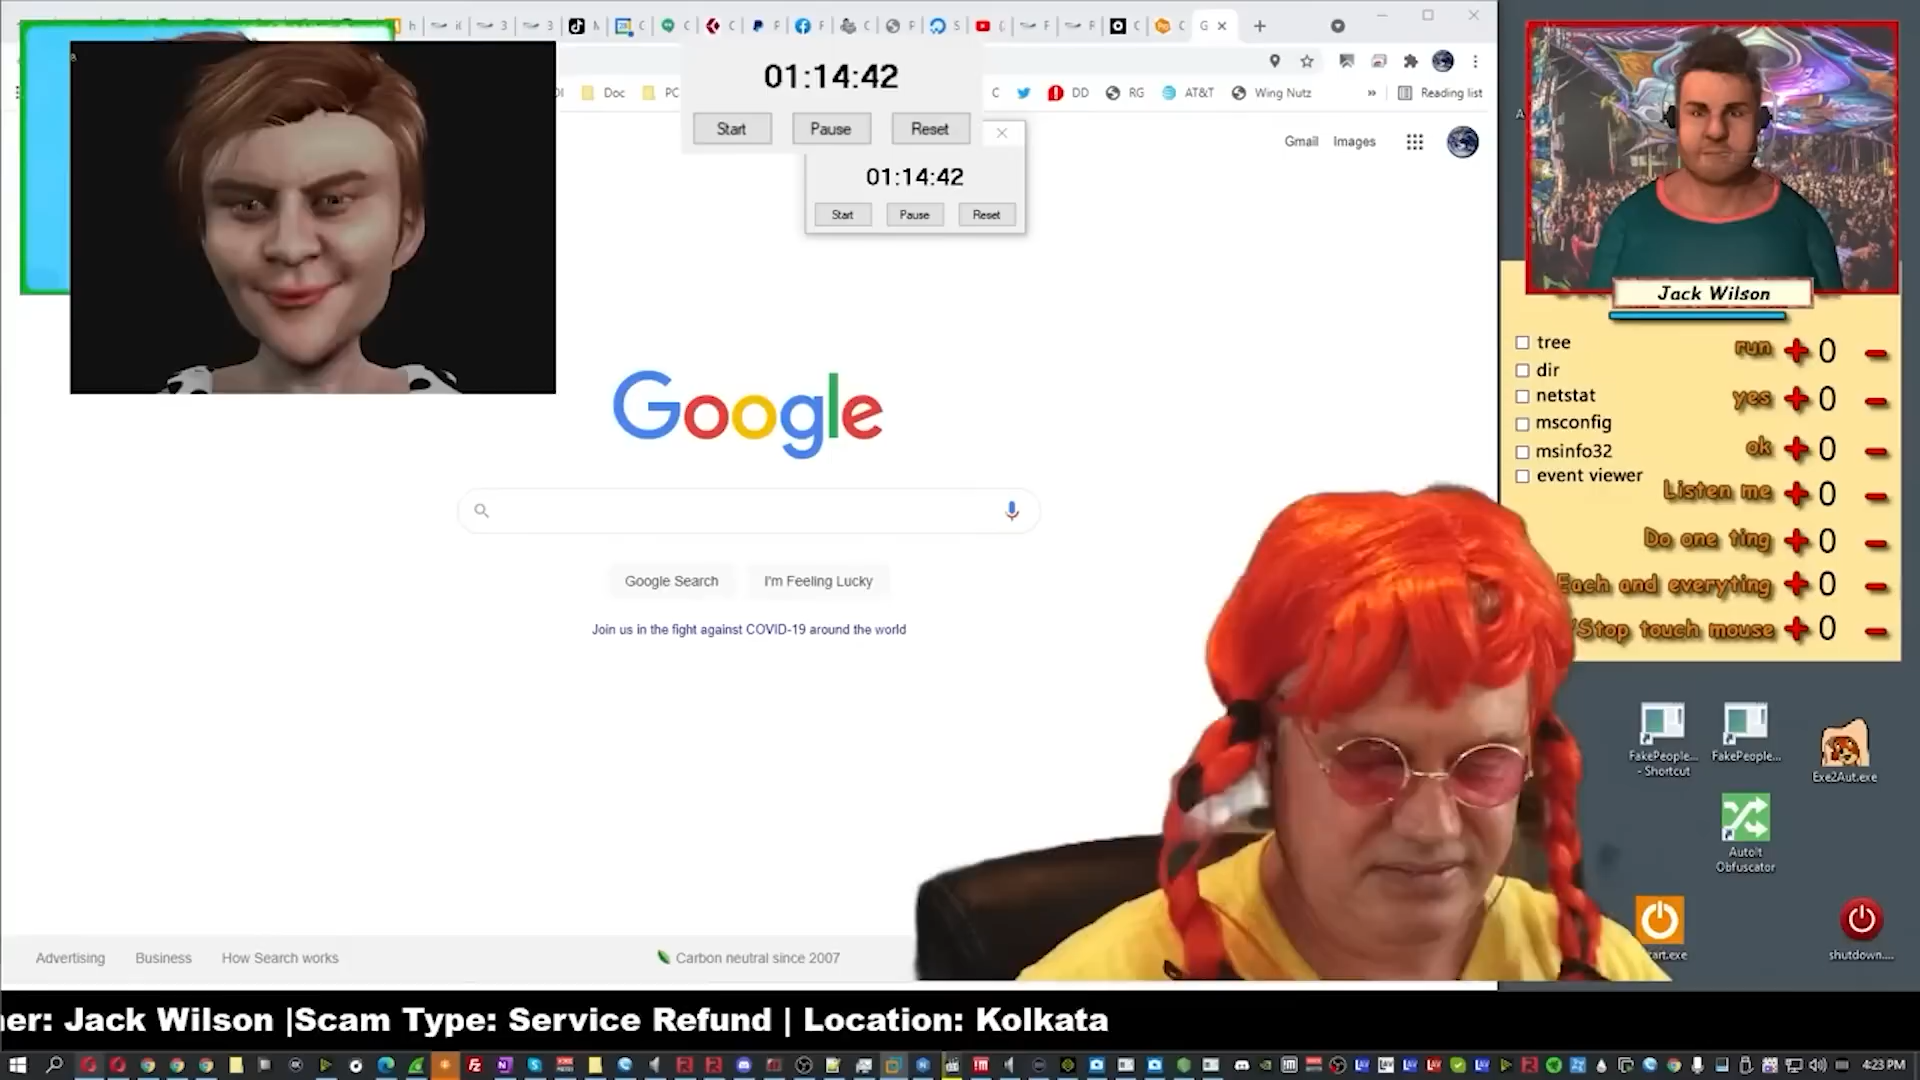 01:14:42
Start Pause Reset
01:14:42
Start Pause Reset
Doc
PC
DD
RG
AT&T
Wing Nutz
»
Reading list
Gmail Images
Google
Google Search I'm Feeling Lucky
Join us in the fight against COVID-19 around the world
Advertising Business How Search works
Carbon neutral since 2007
Jack Wilson
tree
dir
netstat
msconfig
msinfo32
event viewer
run + 0 -
yes + 0 -
ok + 0 -
Listen me + 0 -
Do one ting + 0 -
Each and everyting + 0 -
Stop touch mouse + 0 -
FakePeople...
- Shortcut
FakePeople...
Exe2Aut.exe
AutoIt
Obfuscator
shutdown....
er: Jack Wilson |Scam Type: Service Refund | Location: Kolkata
4:23 PM